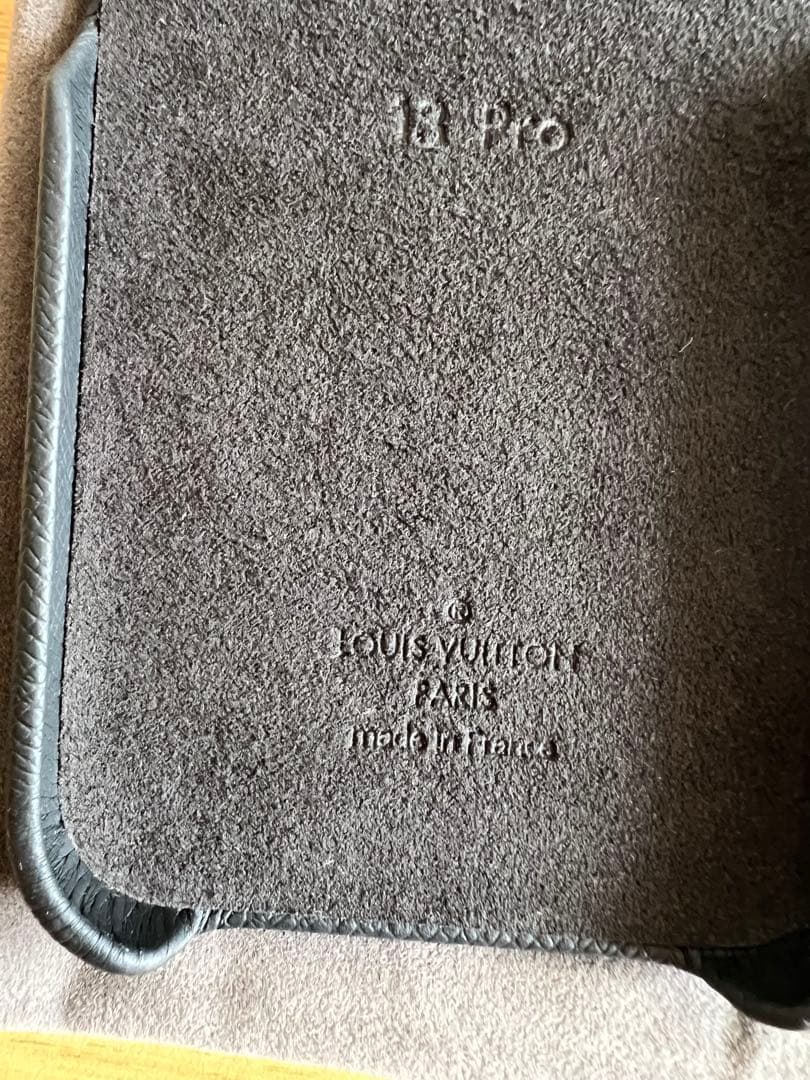 13 Pro
®
LOUIS VUITTON
PARIS
made in France